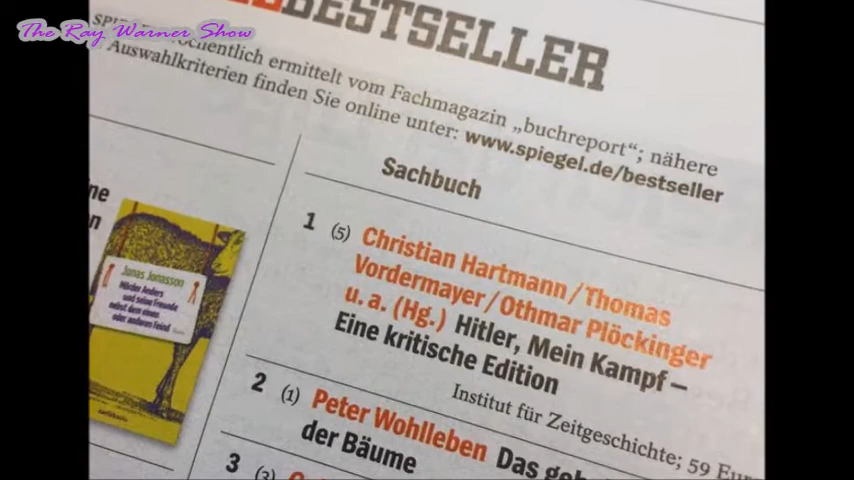 The Ray Warner Show
BESTSELLER
ermittelt vom Fachmagazin „buchreport“; nähere
Auswahlkriterien finden Sie online unter: www.spiegel.de/bestseller
Sachbuch
1 (5) Christian Hartmann/Thomas
Vordermayer/Othmar Plöckinger
u. a. (Hg.) Hitler, Mein Kampf –
Eine kritische Edition
Institut für Zeitgeschichte; 59 Eur
2 (1) Peter Wohlleben Das geh
der Bäume
3 (3)
ine
n
Jonas Jonasson
Mörder Anders
und seine Freunde
nebst dem einen
oder anderen Feind